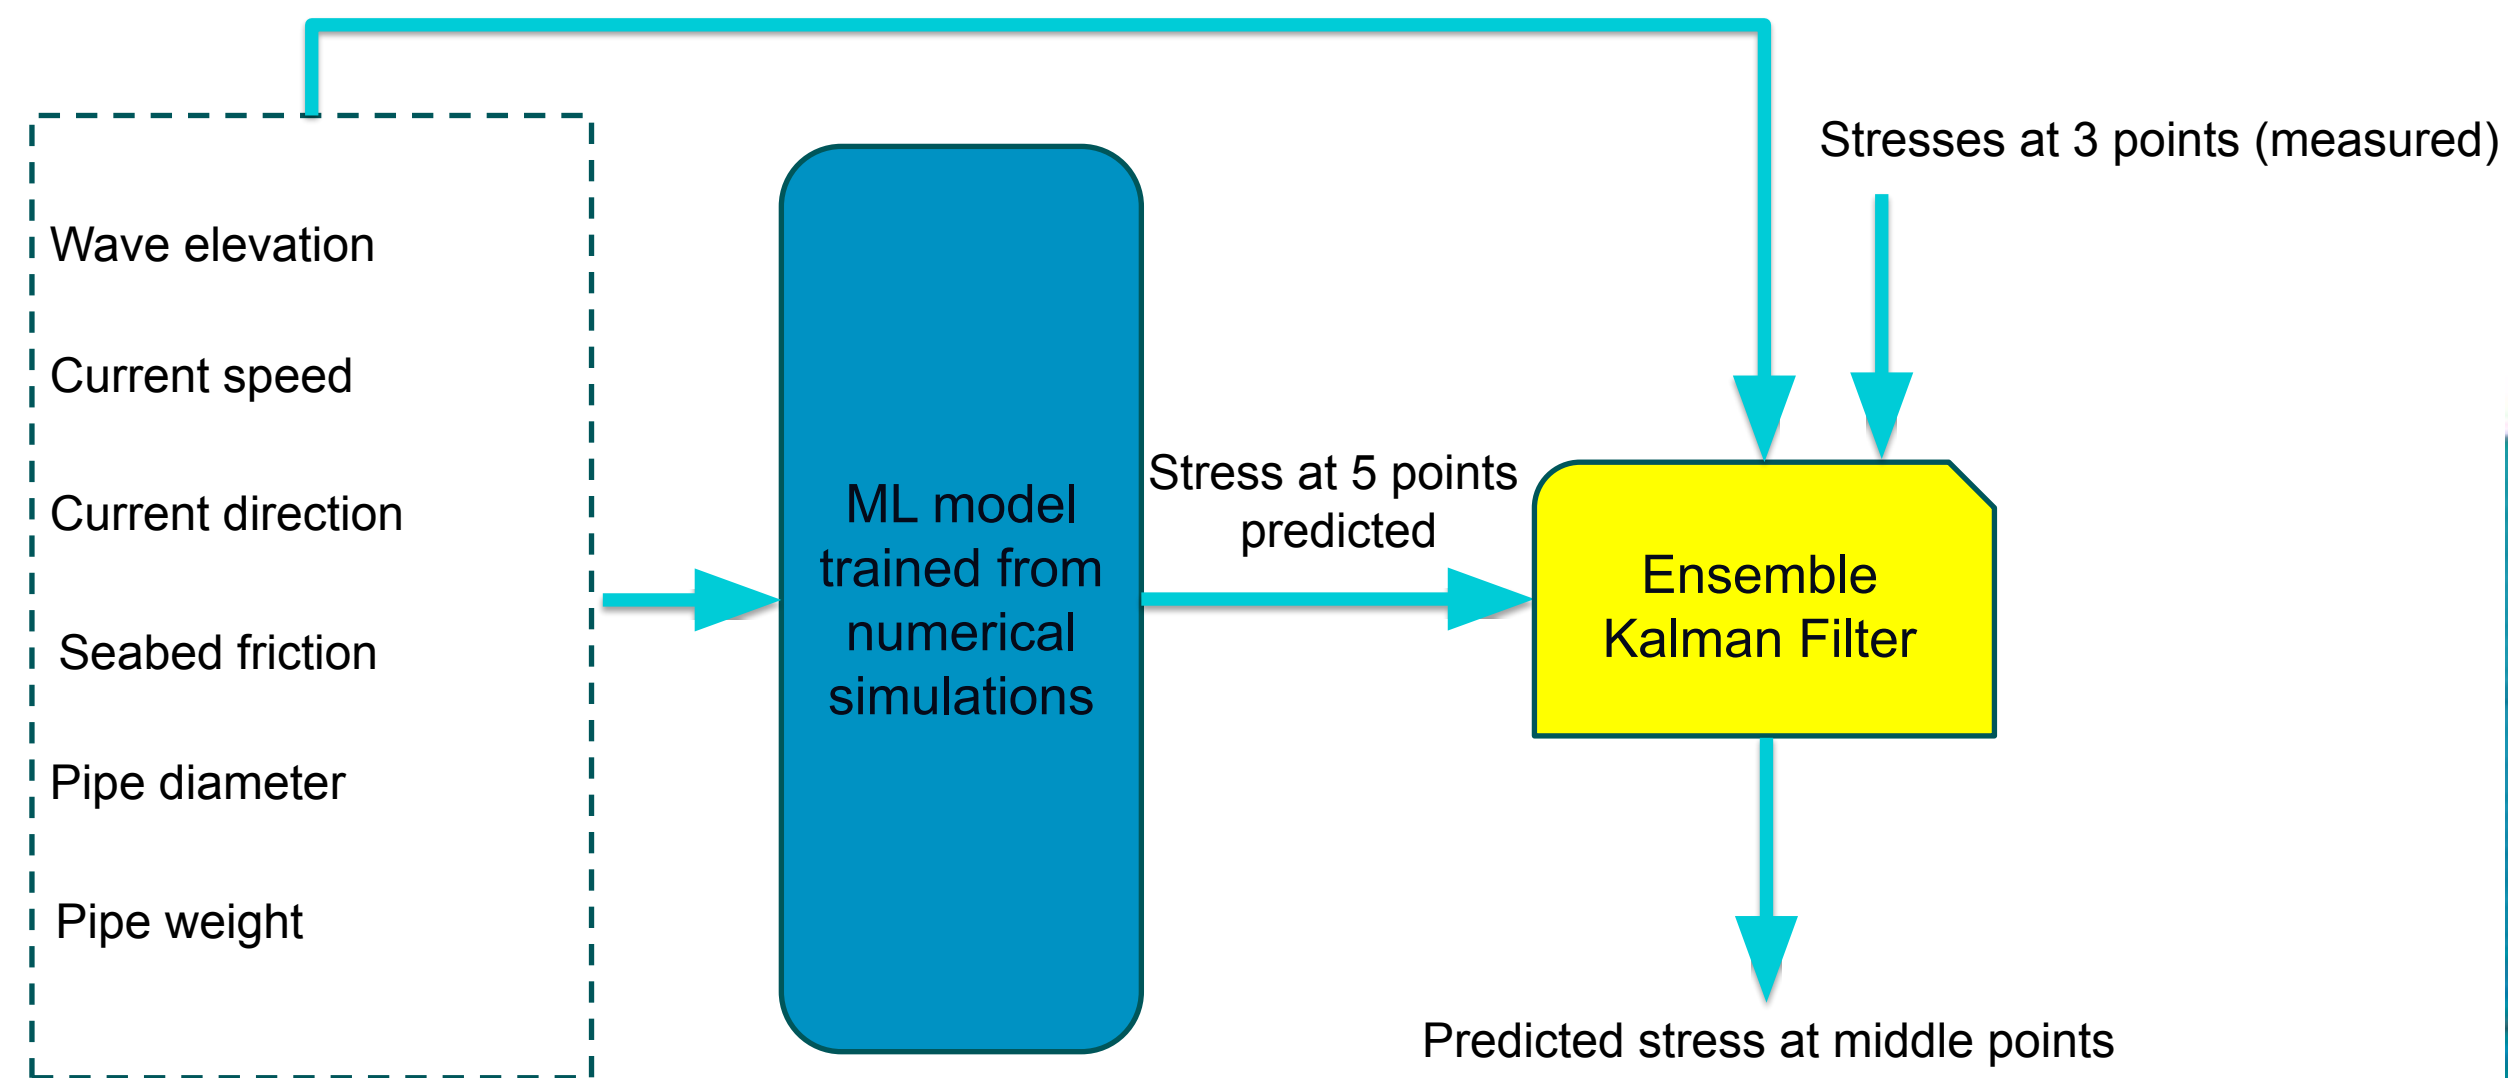 Stresses at 3 points (measured)
Wave elevation
Current speed
Current direction
Seabed friction
Pipe diameter
Pipe weight
ML model
trained from
numerical
simulations
Stress at 5 points
predicted
Ensemble
Kalman Filter
Predicted stress at middle points